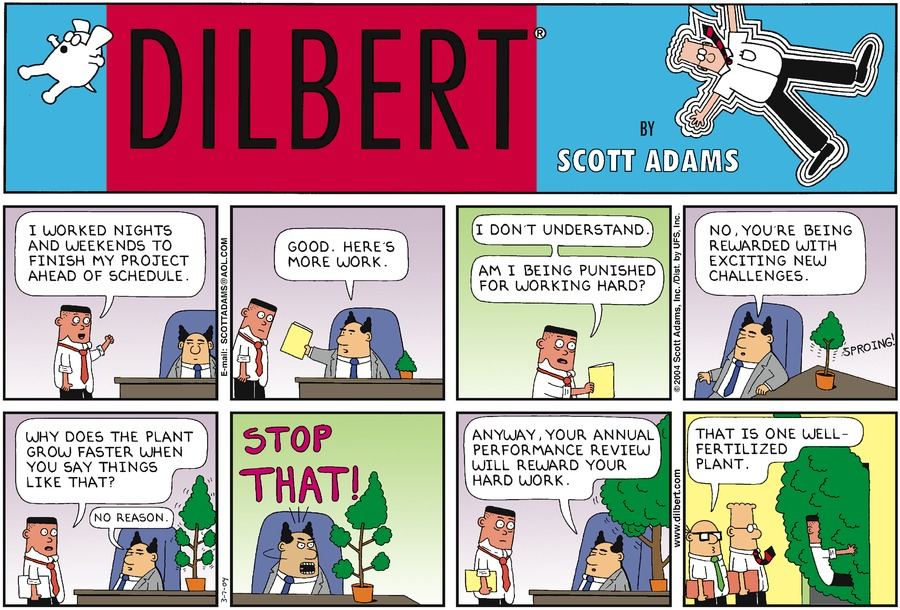 DILBERT®
BY
SCOTT ADAMS
I WORKED NIGHTS
AND WEEKENDS TO
FINISH MY PROJECT
AHEAD OF SCHEDULE.
E-mail: SCOTTADAMS@AOL.COM
GOOD. HERE'S
MORE WORK.
I DON'T UNDERSTAND.
AM I BEING PUNISHED
FOR WORKING HARD?
© 2004 Scott Adams, Inc./Dist. by UFS, Inc.
NO, YOU'RE BEING
REWARDED WITH
EXCITING NEW
CHALLENGES.
SPROING!
WHY DOES THE PLANT
GROW FASTER WHEN
YOU SAY THINGS
LIKE THAT?
NO REASON.
3-7-04
STOP
THAT!
ANYWAY, YOUR ANNUAL
PERFORMANCE REVIEW
WILL REWARD YOUR
HARD WORK.
www.dilbert.com
THAT IS ONE WELL-
FERTILIZED
PLANT.